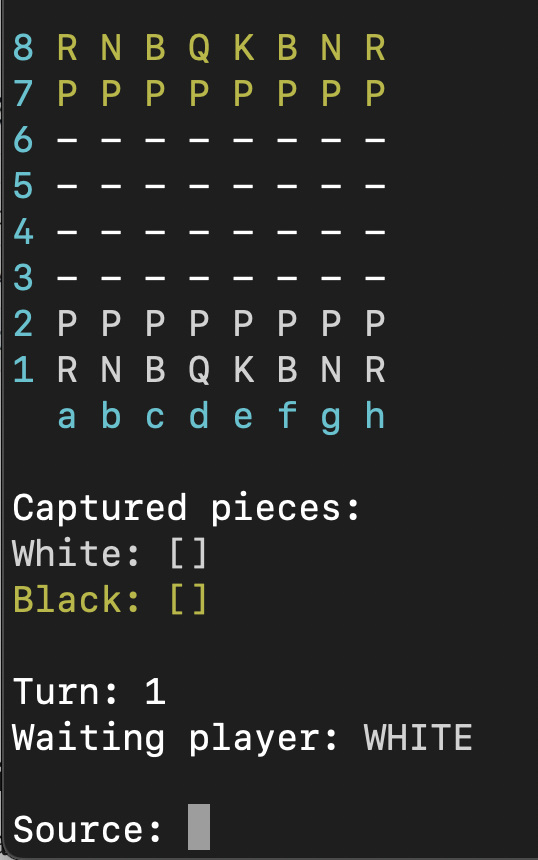 8 R N B Q K B N R
7 P P P P P P P P
6 – – – – – – – –
5 – – – – – – – –
4 – – – – – – – –
3 – – – – – – – –
2 P P P P P P P P
1 R N B Q K B N R
a b c d e f g h
Captured pieces:
White: []
Black: []
Turn: 1
Waiting player: WHITE
Source: